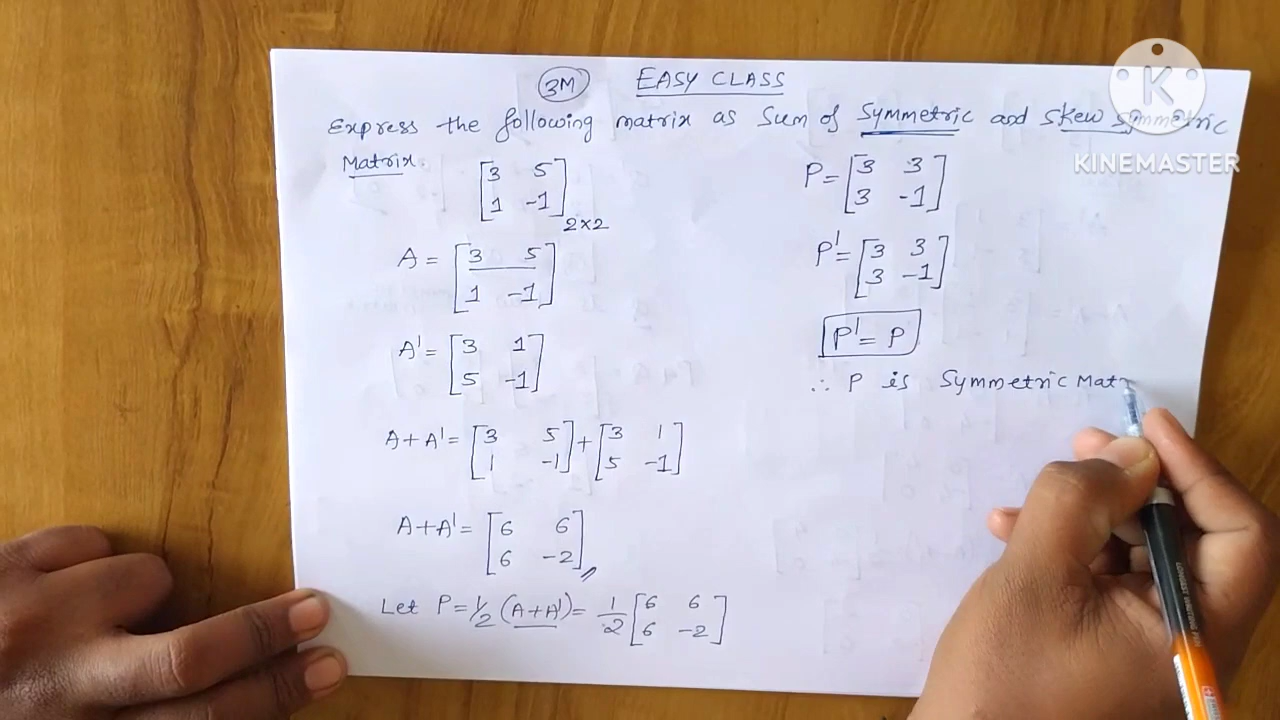 3M EASY CLASS
Express the following matrix as Sum of Symmetric and Skew Symmetric
Matrix.
[3 5
1 -1] 2×2
A = [3 5
1 -1]
A' = [3 1
5 -1]
A+A' = [3 5
1 -1] + [3 1
5 -1]
A+A' = [6 6
6 -2]
Let P = 1/2 (A+A') = 1/2 [6 6
6 -2]
P = [3 3
3 -1]
P' = [3 3
3 -1]
P' = P
∴ P is Symmetric Matr
K
KINEMASTER